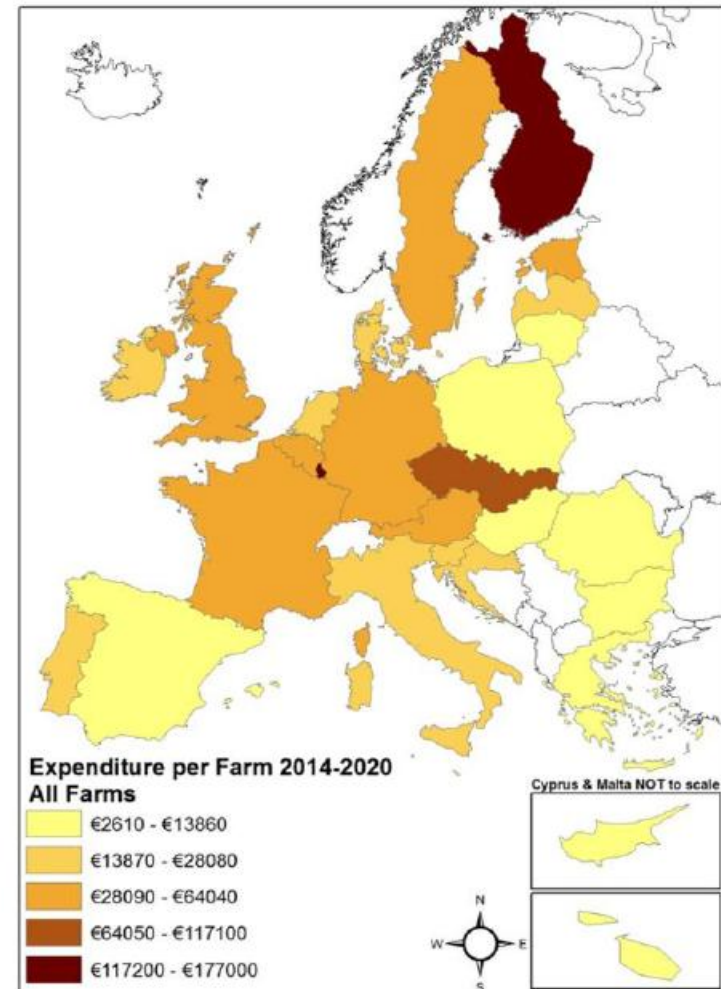 Expenditure per Farm 2014-2020
All Farms
€2610 - €13860
€13870 - €28080
€28090 - €64040
€64050 - €117100
€117200 - €177000
Cyprus & Malta NOT to scale
N
W
E
S